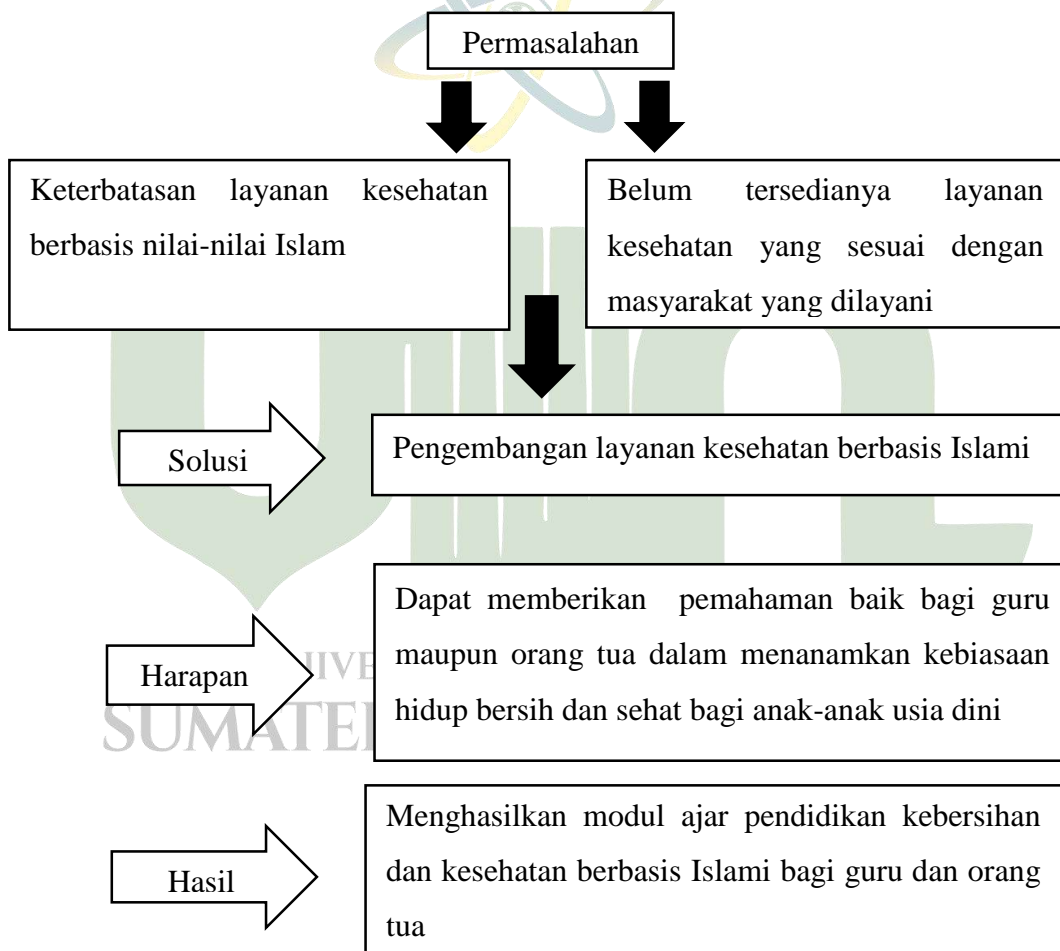 Permasalahan
Keterbatasan layanan kesehatan
berbasis nilai-nilai Islam
Belum tersedianya layanan
kesehatan yang sesuai dengan
masyarakat yang dilayani
Solusi
Pengembangan layanan kesehatan berbasis Islami
Harapan
Dapat memberikan pemahaman baik bagi guru
maupun orang tua dalam menanamkan kebiasaan
hidup bersih dan sehat bagi anak-anak usia dini
Hasil
Menghasilkan modul ajar pendidikan kebersihan
dan kesehatan berbasis Islami bagi guru dan orang
tua